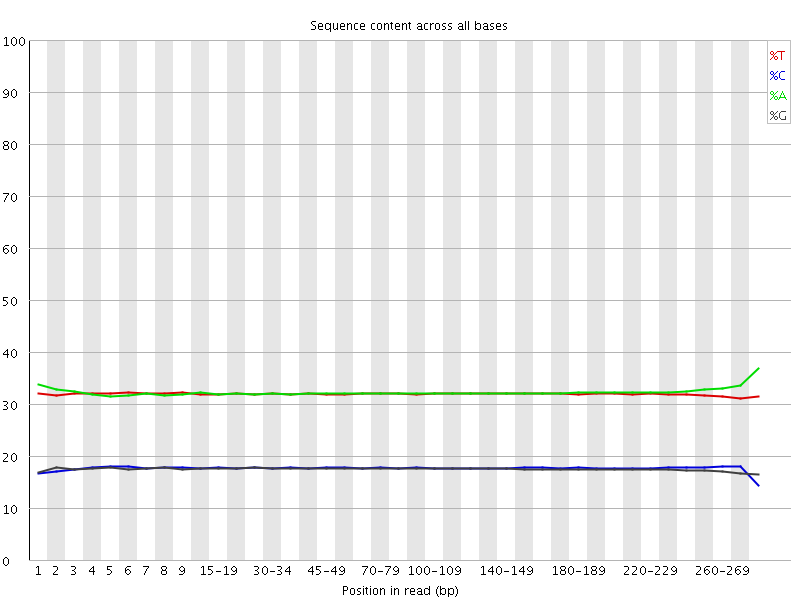 Sequence content across all bases
100
90
80
70
60
50
40
30
20
10
0
%T
%C
%A
%G
1 2 3 4 5 6 7 8 9 15-19 30-34 45-49 70-79 100-109 140-149 180-189 220-229 260-269
Position in read (bp)